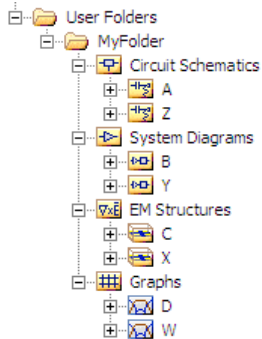 User Folders
MyFolder
Circuit Schematics
A
Z
System Diagrams
B
Y
∇×E EM Structures
C
X
Graphs
D
W